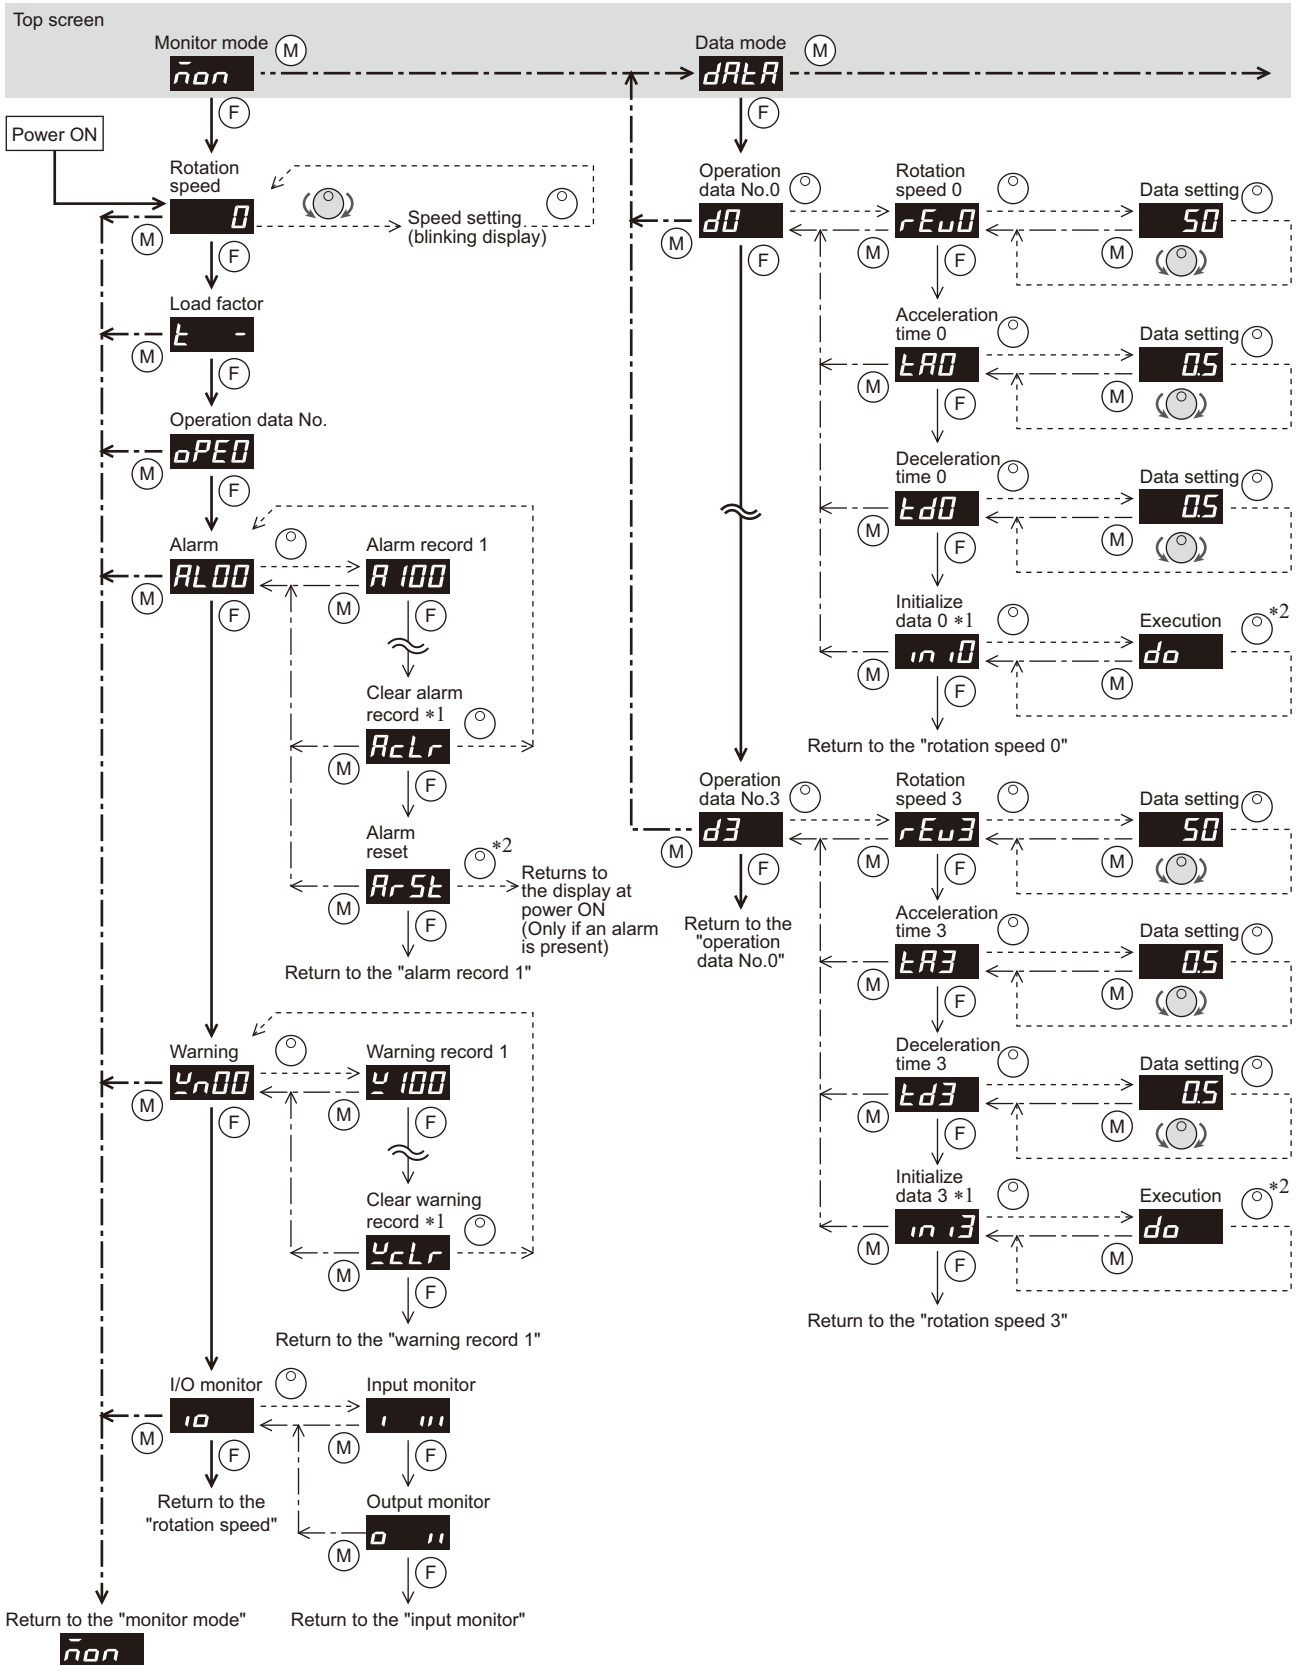 Top screen
Monitor mode
M
mon
F
Power ON
Rotation
speed
0
M
F
Speed setting
(blinking display)
Load factor
t -
M
F
Operation data No.
oPE0
M
F
Alarm
AL00
M
F
Alarm record 1
A100
M
F
Clear alarm
record *1
AcLr
M
F
Alarm
reset
ArSt
*2
M
F
Returns to
the display at
power ON
(Only if an alarm
is present)
Return to the "alarm record 1"
Warning
M
F
Warning record 1
M
F
Clear warning
record *1
M
F
Return to the "warning record 1"
I/O monitor
io
M
F
Return to the
"rotation speed"
Input monitor
M
F
Output monitor
M
F
Return to the "input monitor"
Return to the "monitor mode"
mon
Data mode
M
dAtA
F
Operation
data No.0
d0
M
F
Rotation
speed 0
rEv0
M
F
Data setting
50
M
Acceleration
time 0
tA0
M
F
Data setting
0.5
M
Deceleration
time 0
td0
M
F
Data setting
0.5
M
Initialize
data 0 *1
ini0
M
F
Execution
*2
do
M
Return to the "rotation speed 0"
Operation
data No.3
d3
M
F
Return to the
"operation
data No.0"
Rotation
speed 3
rEv3
M
F
Data setting
50
M
Acceleration
time 3
tA3
M
F
Data setting
0.5
M
Deceleration
time 3
td3
M
F
Data setting
0.5
M
Initialize
data 3 *1
ini3
M
F
Execution
*2
do
M
Return to the "rotation speed 3"